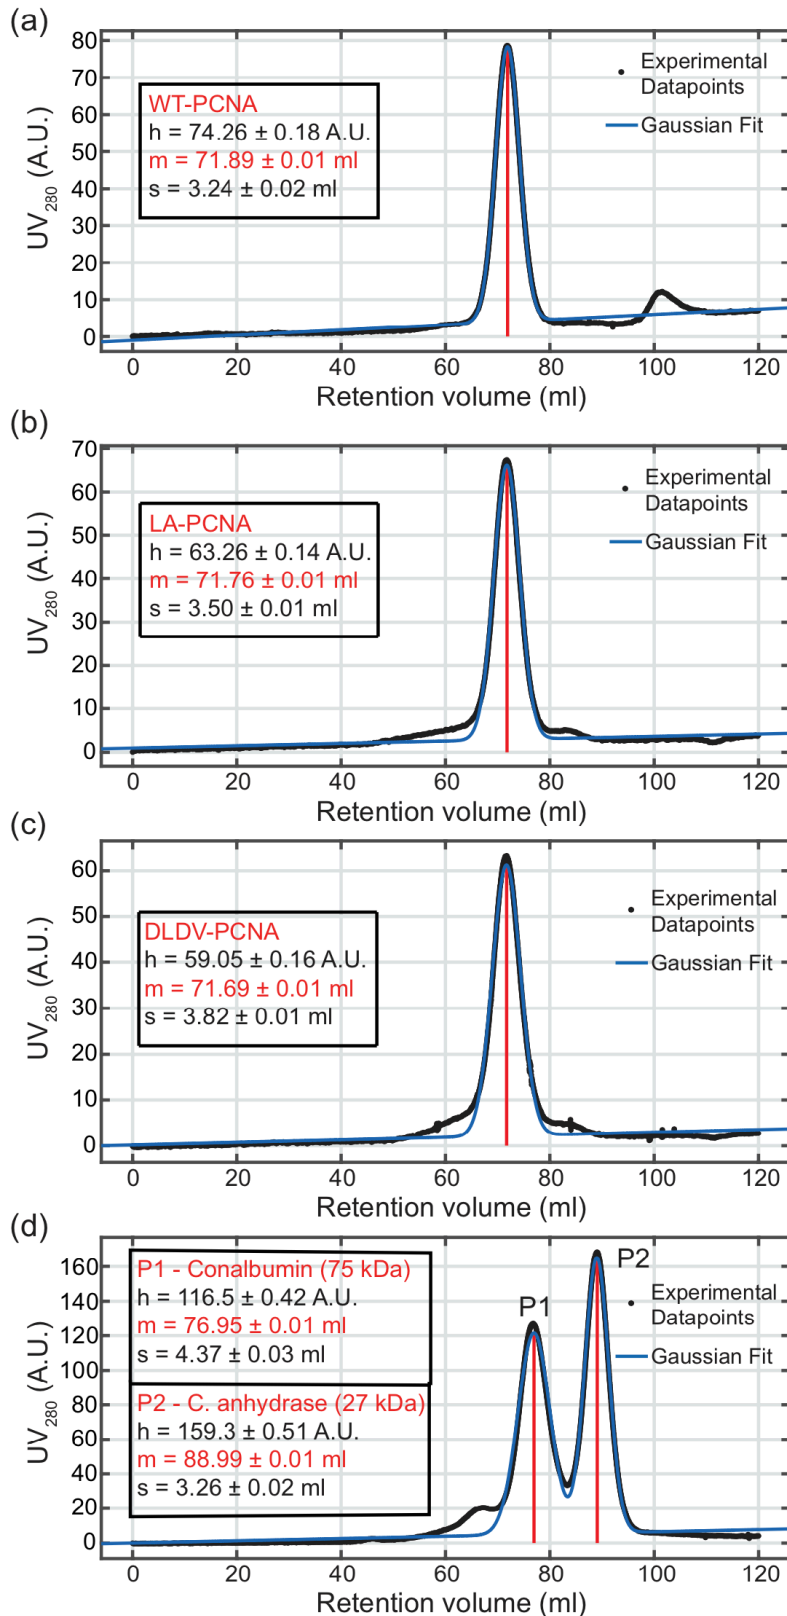 (a)
80
70
60
50
40
30
20
10
0
UV280 (A.U.)
WT-PCNA
h = 74.26 ± 0.18 A.U.
m = 71.89 ± 0.01 ml
s = 3.24 ± 0.02 ml
Experimental
Datapoints
Gaussian Fit
0 20 40 60 80 100 120
Retention volume (ml)
(b)
70
60
50
40
30
20
10
0
UV280 (A.U.)
LA-PCNA
h = 63.26 ± 0.14 A.U.
m = 71.76 ± 0.01 ml
s = 3.50 ± 0.01 ml
Experimental
Datapoints
Gaussian Fit
0 20 40 60 80 100 120
Retention volume (ml)
(c)
60
50
40
30
20
10
0
UV280 (A.U.)
DLDV-PCNA
h = 59.05 ± 0.16 A.U.
m = 71.69 ± 0.01 ml
s = 3.82 ± 0.01 ml
Experimental
Datapoints
Gaussian Fit
0 20 40 60 80 100 120
Retention volume (ml)
(d)
160
140
120
100
80
60
40
20
0
UV280 (A.U.)
P1 - Conalbumin (75 kDa)
h = 116.5 ± 0.42 A.U.
m = 76.95 ± 0.01 ml
s = 4.37 ± 0.03 ml
P2 - C. anhydrase (27 kDa)
h = 159.3 ± 0.51 A.U.
m = 88.99 ± 0.01 ml
s = 3.26 ± 0.02 ml
P1
P2
Experimental
Datapoints
Gaussian Fit
0 20 40 60 80 100 120
Retention volume (ml)